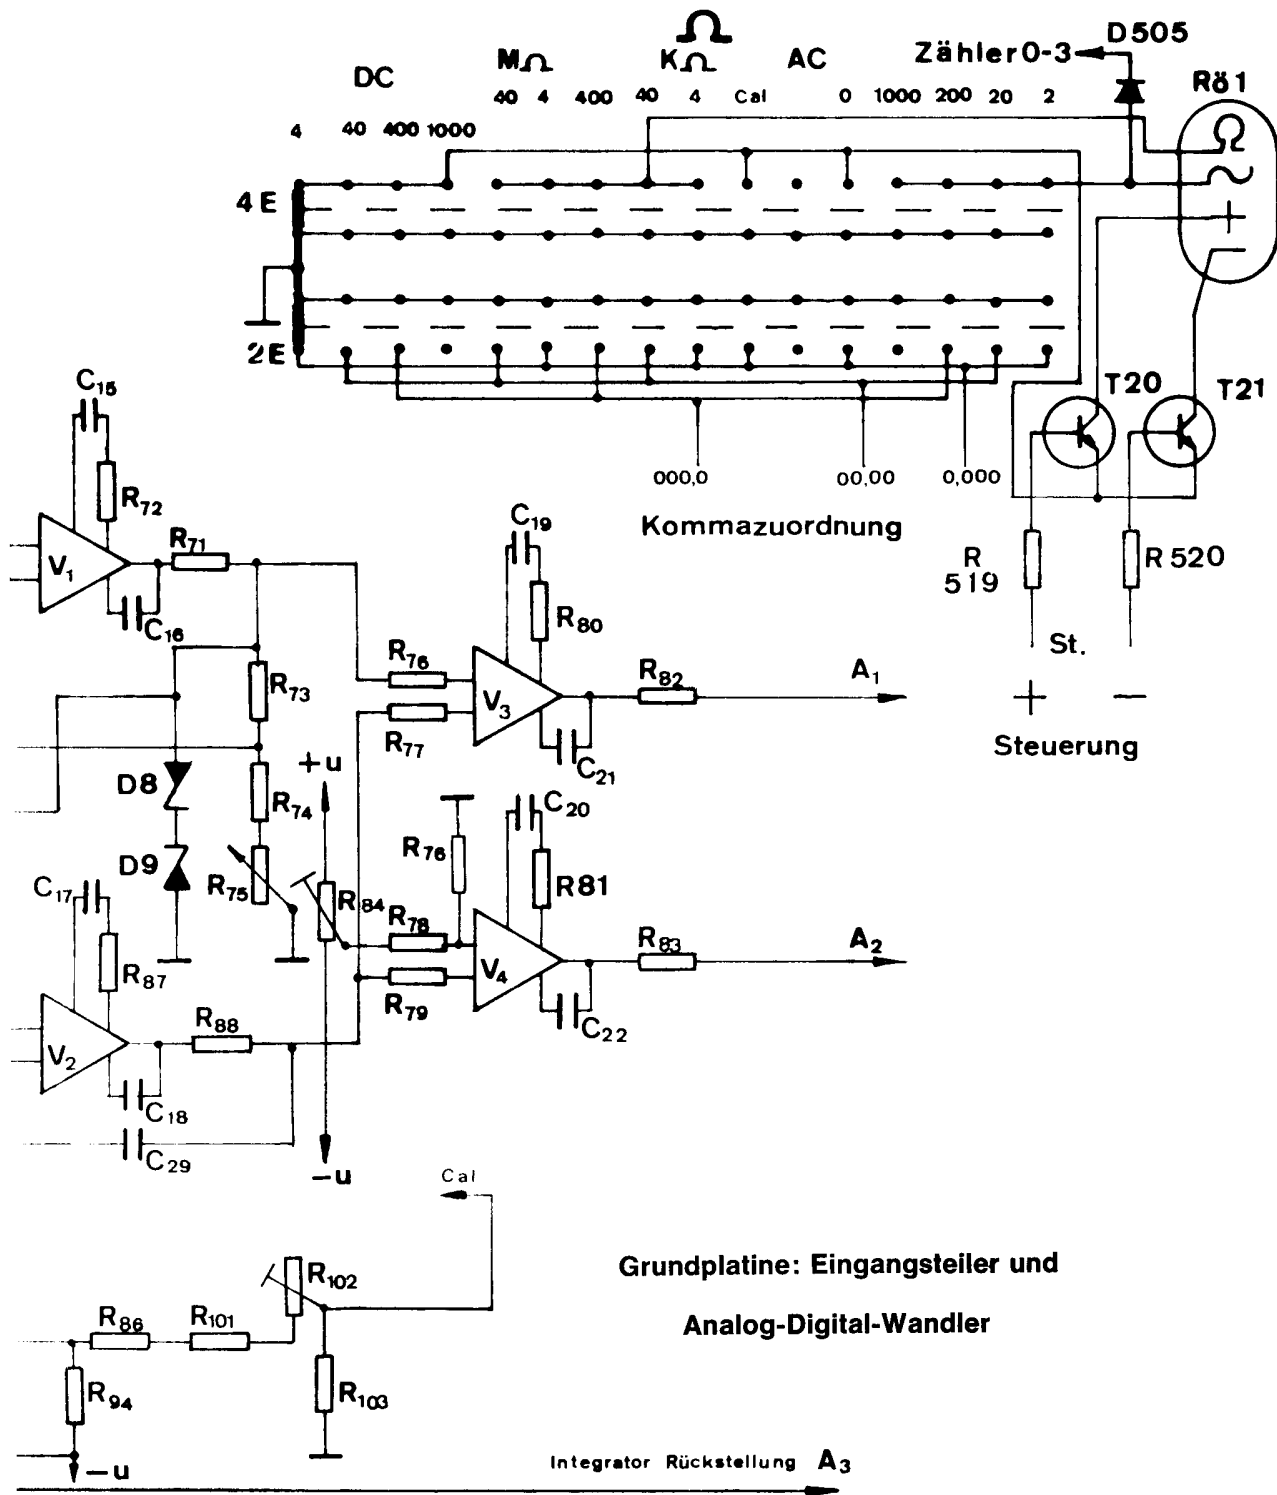 Ω
D505
Zähler 0-3
MΩ
KΩ
AC
DC
Rö1
40 4 400 40 4 Cal 0 1000 200 20 2
4 40 400 1000
Ω
4E
+
−
2E
C15
T20
T21
R72
000,0 00,00 0,000
C19
Kommazuordnung
R71
V1
R 519
R 520
C16
R80
R76
St.
R73
R82
A1
V3
+ −
R77
Steuerung
+u
C21
D8
R74
C20
R76
D9
R75
R81
C17
R84
R78
R83
A2
R87
V4
R79
R88
C22
V2
C18
C29
−u
Cal
Grundplatine: Eingangsteiler und
R102
R86
R101
Analog-Digital-Wandler
R94
R103
Integrator Rückstellung A3
−u